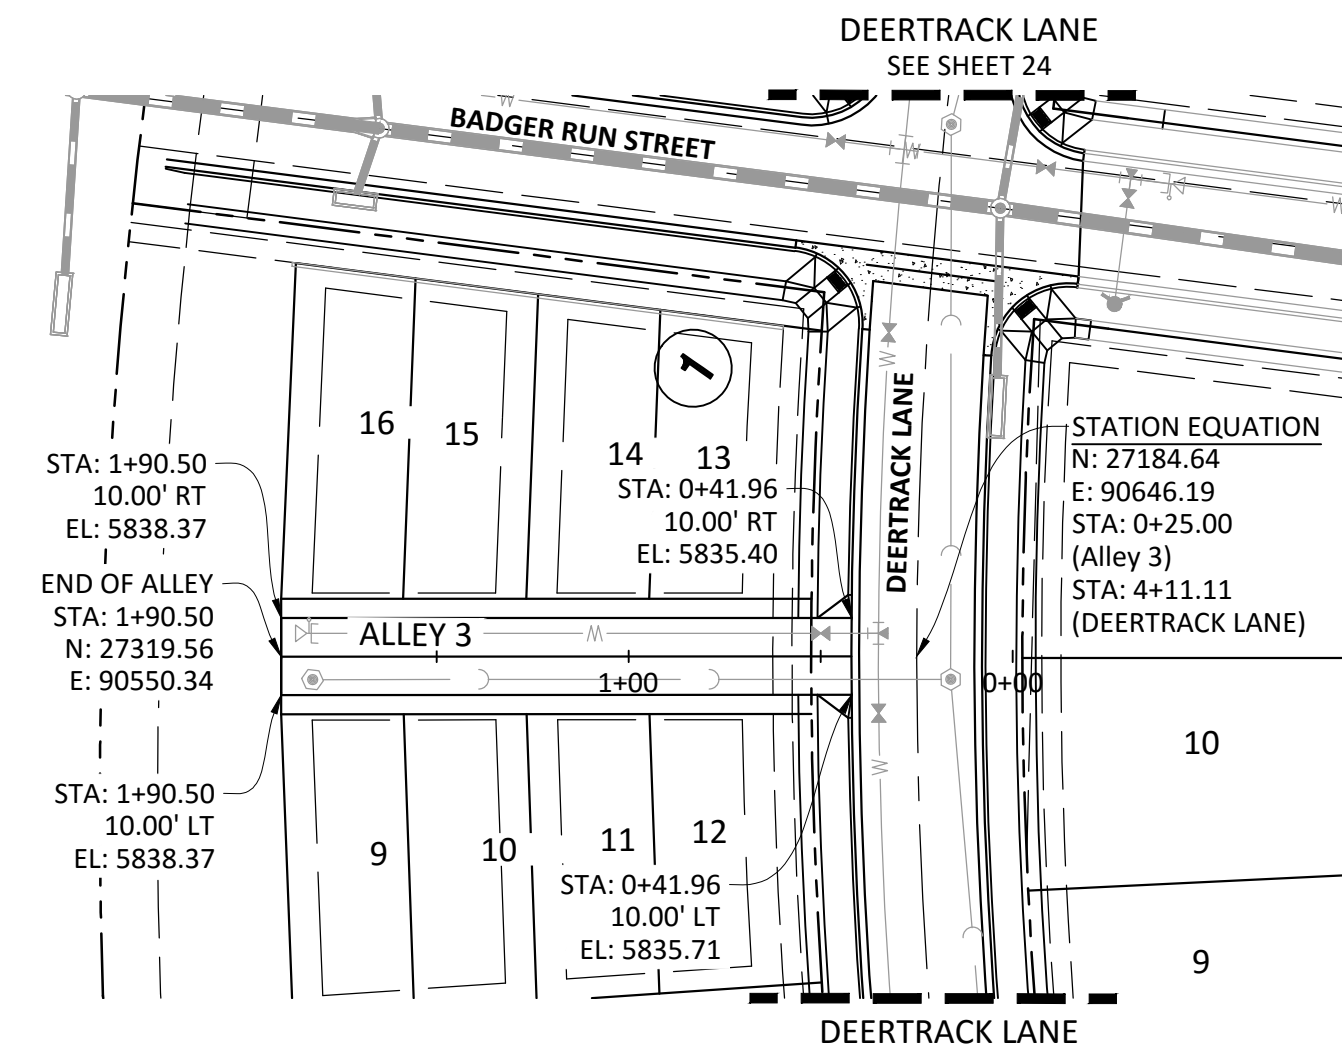 DEERTRACK LANE
SEE SHEET 24
W
BADGER RUN STREET
W
W
1
W
16
15
14
13
DEERTRACK LANE
STATION EQUATION
N: 27184.64
E: 90646.19
STA: 0+25.00
(Alley 3)
STA: 4+11.11
(DEERTRACK LANE)
STA: 1+90.50
10.00' RT
EL: 5838.37
STA: 0+41.96
10.00' RT
EL: 5835.40
END OF ALLEY
STA: 1+90.50
N: 27319.56
E: 90550.34
ALLEY 3
W
1+00
0+00
10
W
STA: 1+90.50
10.00' LT
EL: 5838.37
9
10
11
12
STA: 0+41.96
10.00' LT
EL: 5835.71
9
DEERTRACK LANE